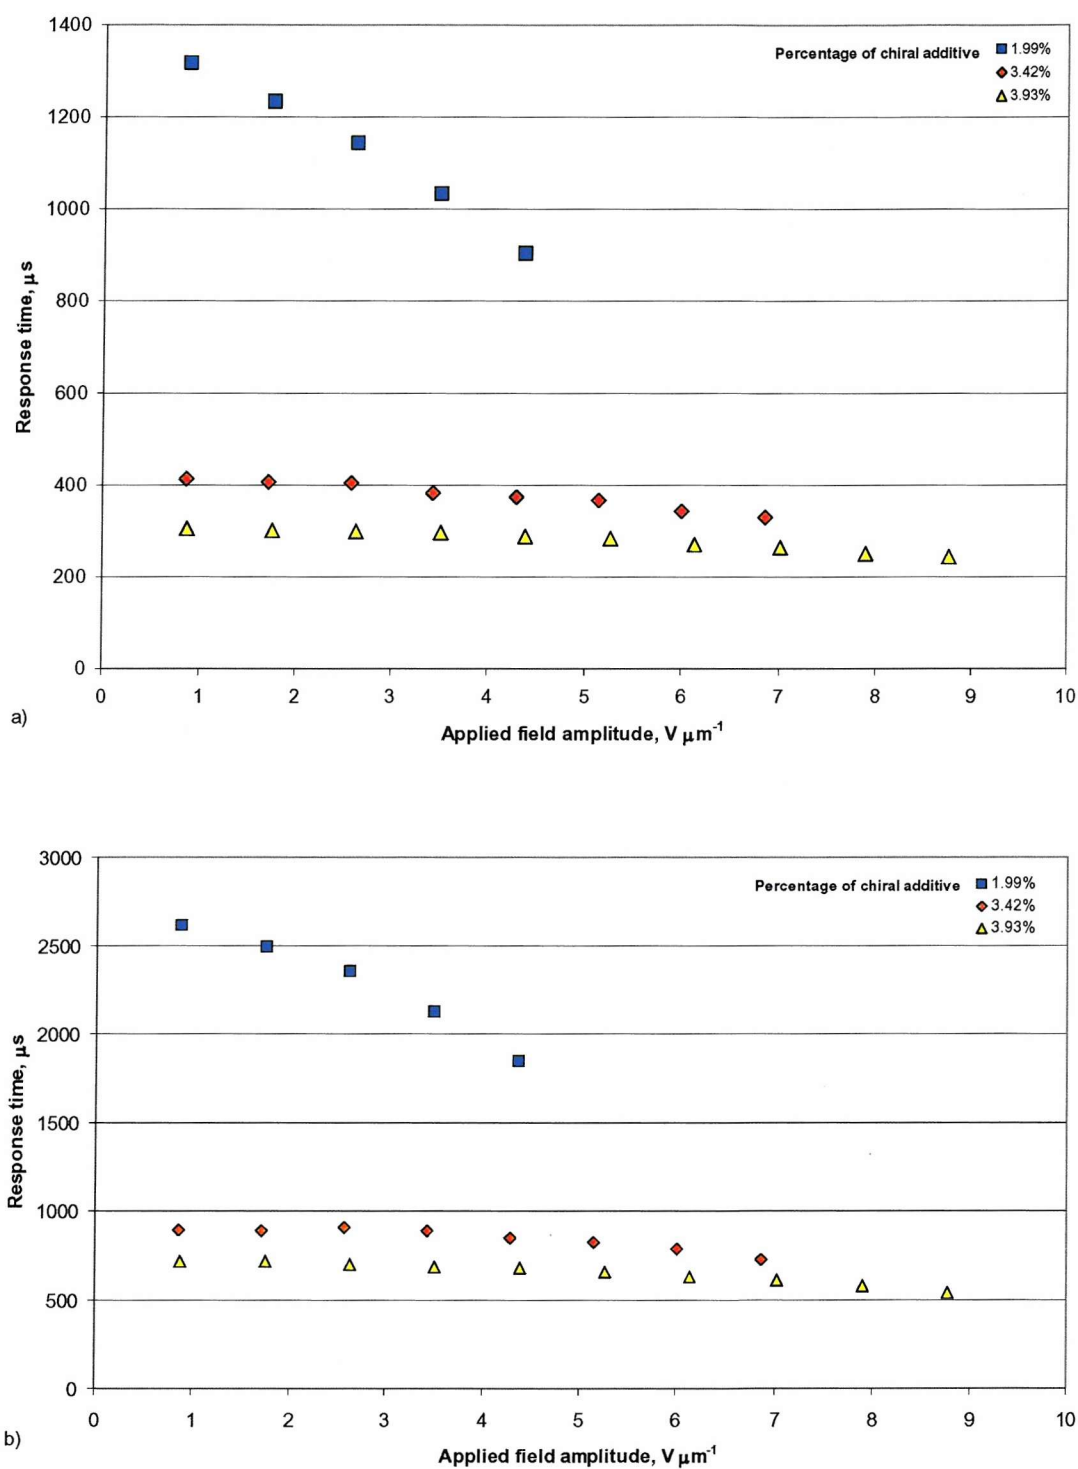 1400
1200
1000
800
600
400
200
0
Response time, μs
Percentage of chiral additive
1.99%
3.42%
3.93%
0 1 2 3 4 5 6 7 8 9 10
Applied field amplitude, V μm⁻¹
a)
3000
2500
2000
1500
1000
500
0
Response time, μs
Percentage of chiral additive
1.99%
3.42%
3.93%
0 1 2 3 4 5 6 7 8 9 10
Applied field amplitude, V μm⁻¹
b)